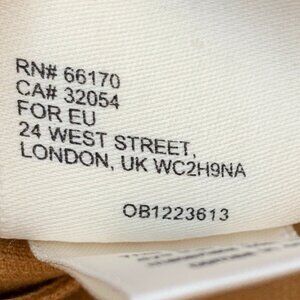 RN# 66170
CA# 32054
FOR EU
24 WEST STREET,
LONDON, UK WC2H9NA
OB1223613